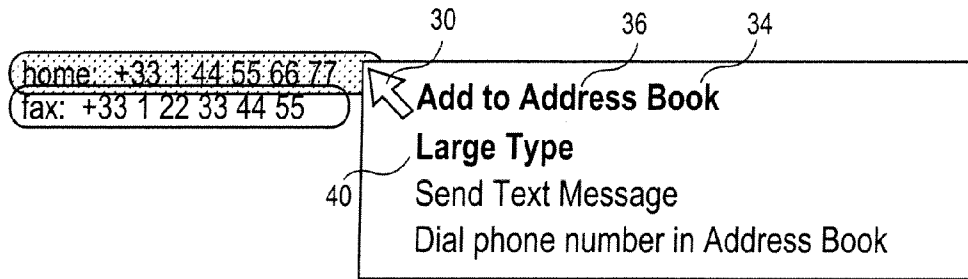 30 36 34
home: +33 1 44 55 66 77
fax: +33 1 22 33 44 55
Add to Address Book
Large Type
40
Send Text Message
Dial phone number in Address Book